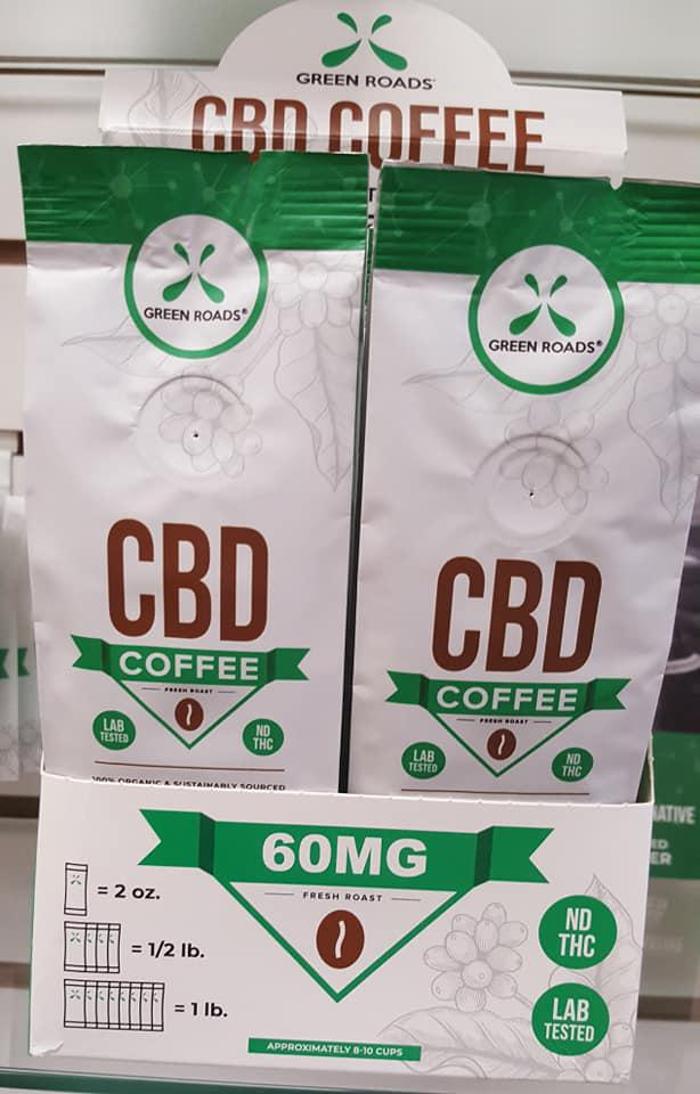 GREEN ROADS
CBD COFFEE
GREEN ROADS®
CBD
COFFEE
FRESH ROAST
LAB
TESTED
ND
THC
100% ORGANIC & SUSTAINABLY SOURCED
GREEN ROADS®
CBD
COFFEE
FRESH ROAST
LAB
TESTED
ND
THC
60MG
FRESH ROAST
= 2 oz.
= 1/2 lb.
= 1 lb.
ND
THC
LAB
TESTED
APPROXIMATELY 8-10 CUPS